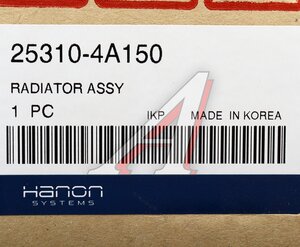 25310-4A150
RADIATOR ASSY
1 PC IKP MADE IN KOREA
hanon
SYSTEMS